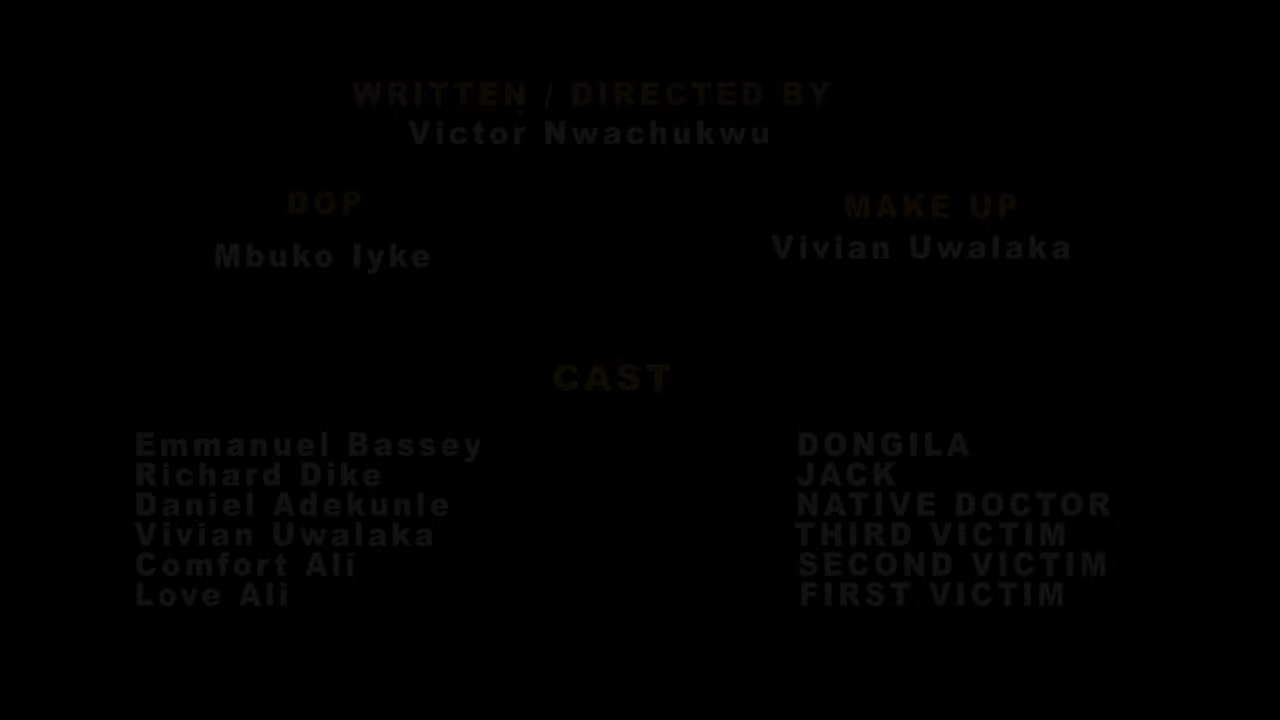 WRITTEN / DIRECTED BY
Victor Nwachukwu
DOP
Mbuko Iyke
MAKE UP
Vivian Uwalaka
CAST
Emmanuel Bassey DONGILA
Richard Dike JACK
Daniel Adekunle NATIVE DOCTOR
Vivian Uwalaka THIRD VICTIM
Comfort Ali SECOND VICTIM
Love Ali FIRST VICTIM